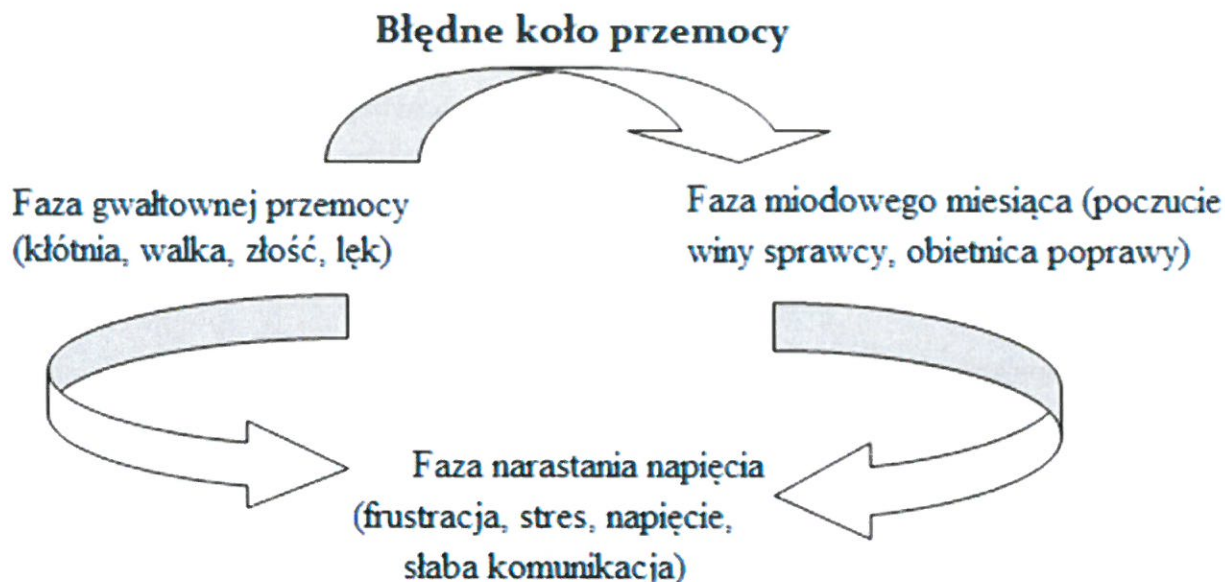 Błędne koło przemocy
Faza gwałtownej przemocy
(kłótnia, walka, złość, lęk)
Faza miodowego miesiąca (poczucie
winy sprawcy, obietnica poprawy)
Faza narastania napięcia
(frustracja, stres, napięcie,
słaba komunikacja)